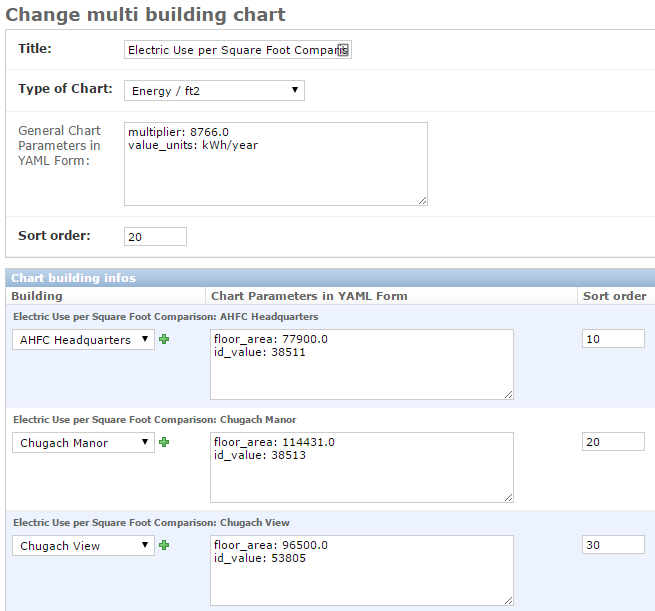 Change multi building chart
Title: Electric Use per Square Foot Comparis
Type of Chart: Energy / ft2
General Chart
Parameters in
YAML Form:
multiplier: 8766.0
value_units: kWh/year
Sort order: 20
Chart building infos
Building Chart Parameters in YAML Form Sort order
Electric Use per Square Foot Comparison: AHFC Headquarters
AHFC Headquarters
floor_area: 77900.0
id_value: 38511
10
Electric Use per Square Foot Comparison: Chugach Manor
Chugach Manor
floor_area: 114431.0
id_value: 38513
20
Electric Use per Square Foot Comparison: Chugach View
Chugach View
floor_area: 96500.0
id_value: 53805
30